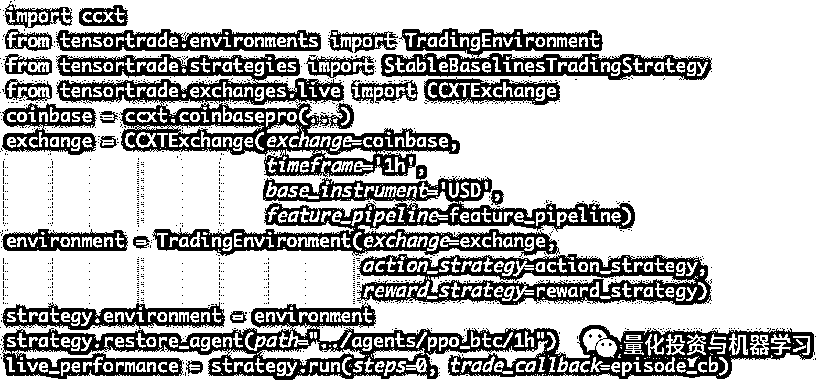 import ccxt
from tensortrade.environments import TradingEnvironment
from tensortrade.strategies import StableBaselinesTradingStrategy
from tensortrade.exchanges.live import CCXTExchange
coinbase = ccxt.coinbasepro(...)
exchange = CCXTExchange(exchange=coinbase,
timeframe='1h',
base_instrument='USD',
feature_pipeline=feature_pipeline)
environment = TradingEnvironment(exchange=exchange,
action_strategy=action_strategy,
reward_strategy=reward_strategy)
strategy.environment = environment
strategy.restore_agent(path="../agents/ppo_btc/1h")
量化投资与机器学习
live_performance = strategy.run(steps=0, trade_callback=episode_cb)